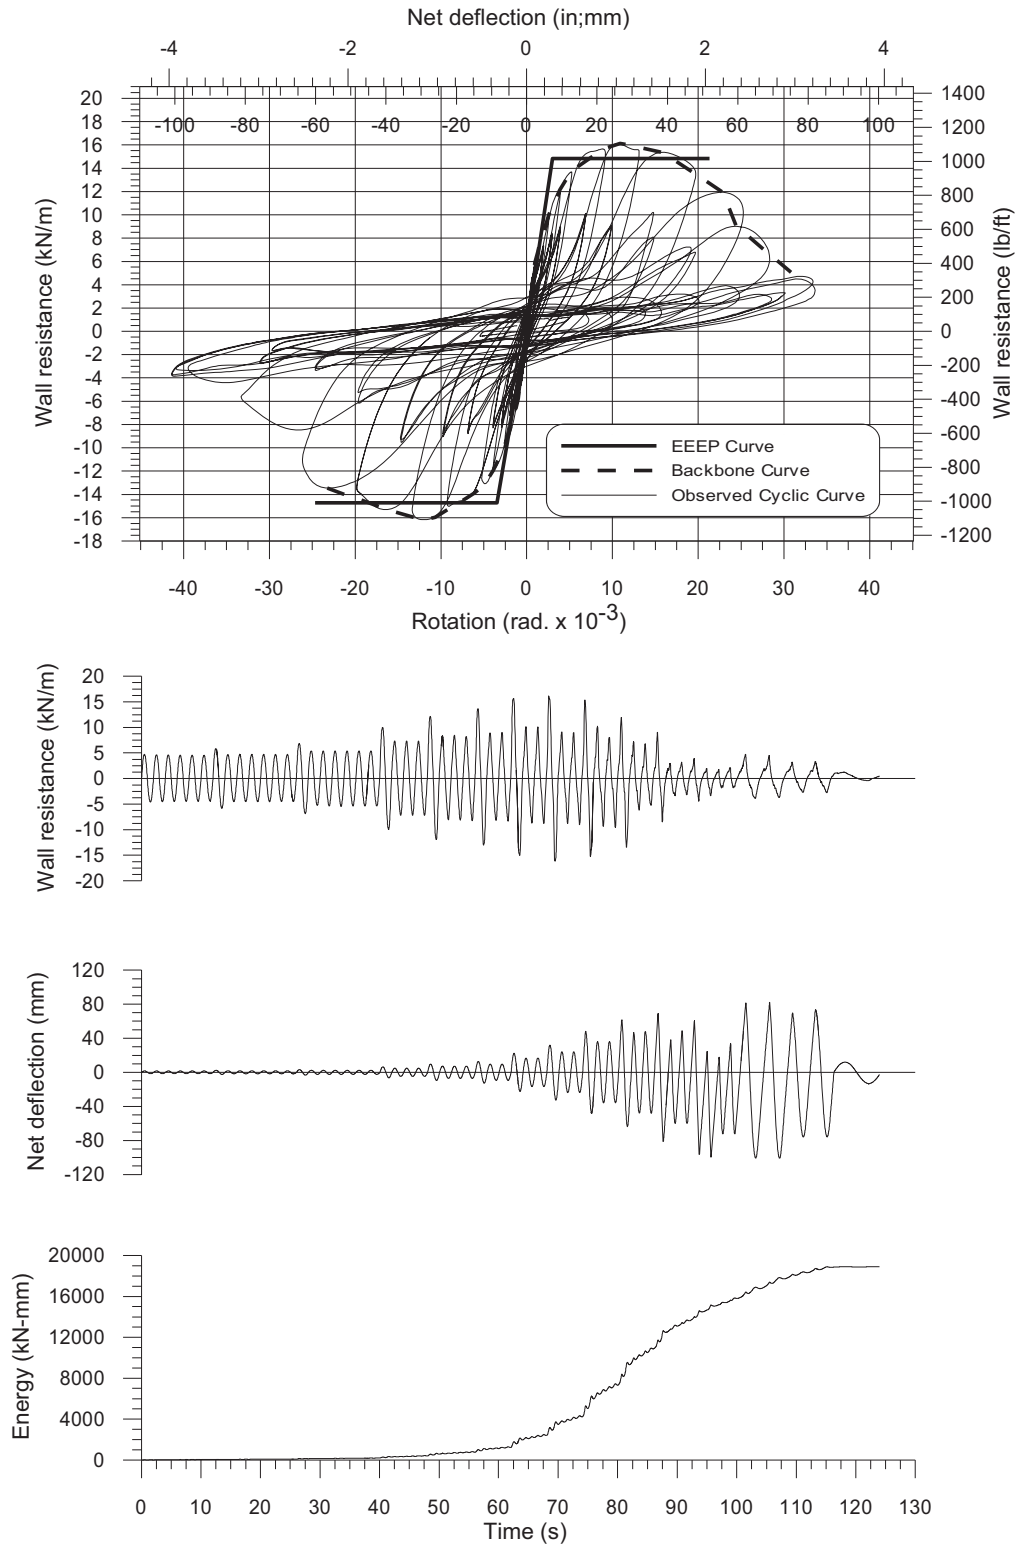 Net deflection (in;mm)
-4 -2 0 2 4
20 1400
-100 -80 -60 -40 -20 0 20 40 60 80 100
18 1200
16
14 1000
12 800
10 600
8
6 400
4 200
2
0 0
-2 -200
-4
-6 -400
-8 -600
-10
-12 -800
-14 -1000
-16
-18 -1200
Wall resistance (kN/m)
Wall resistance (lb/ft)
EEEP Curve
Backbone Curve
Observed Cyclic Curve
-40 -30 -20 -10 0 10 20 30 40
Rotation (rad. x 10-3)
Wall resistance (kN/m)
20
15
10
5
0
-5
-10
-15
-20
Net deflection (mm)
120
80
40
0
-40
-80
-120
Energy (kN-mm)
20000
16000
12000
8000
4000
0
0 10 20 30 40 50 60 70 80 90 100 110 120 130
Time (s)